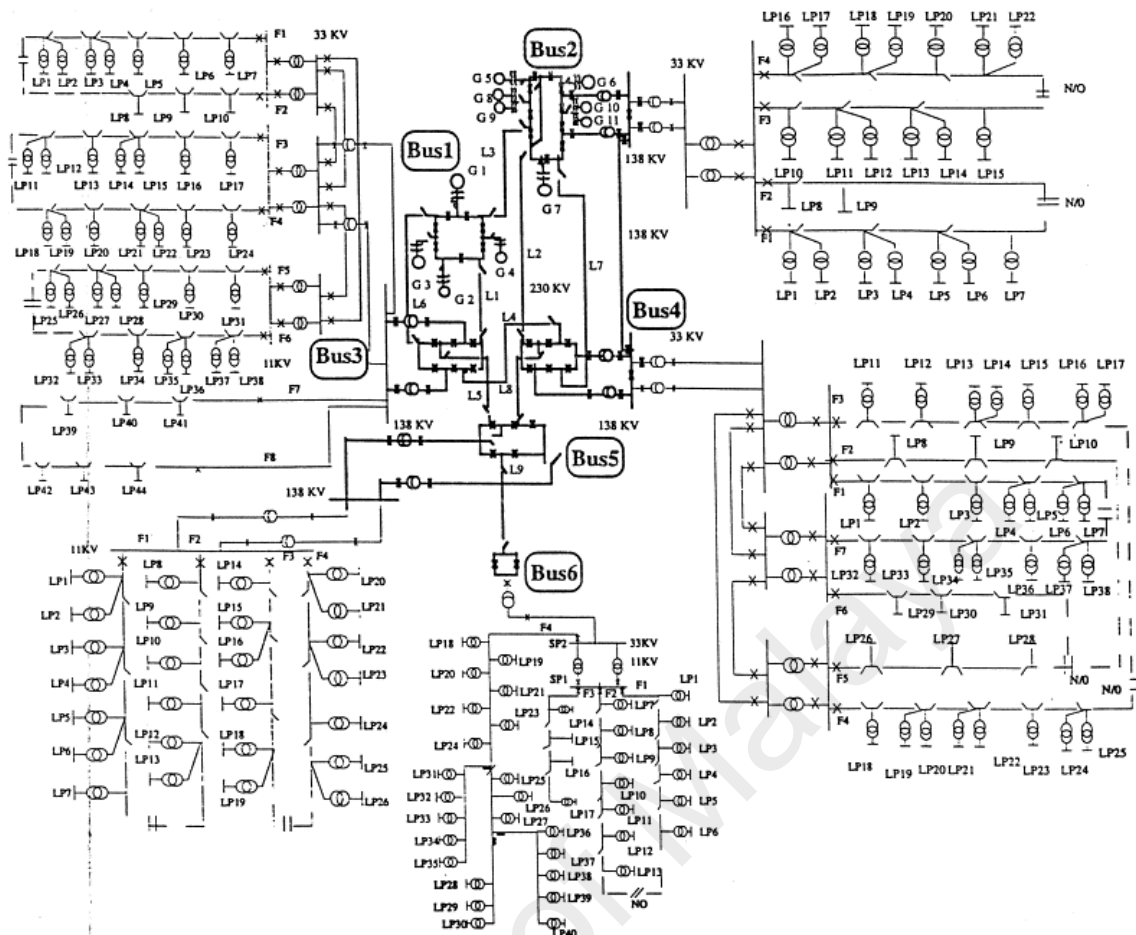 F1
33 KV
LP1 LP2 LP3 LP4 LP5 LP6 LP7
F2
LP8 LP9 LP10
F3
LP11 LP12 LP13 LP14 LP15 LP16 LP17
F4
LP18 LP19 LP20 LP21 LP22 LP23 LP24
F5
LP25 LP26 LP27 LP28 LP29 LP30 LP31
F6
11KV
LP32 LP33 LP34 LP35 LP36 LP37 LP38
F7
LP39 LP40 LP41
F8
LP42 LP43 LP44
Bus2
G 5
G 6
G 8
G 9
G 10
G 11
G 7
138 KV
L3
Bus1
G 1
G 4
G 3
G 2
L2
L7
138 KV
L6
L1
230 KV
L4
Bus4
Bus3
L5
L8
138 KV
138 KV
Bus5
L9
Bus6
LP16 LP17 LP18 LP19 LP20 LP21 LP22
33 KV
F4
N/O
F3
LP10 LP11 LP12 LP13 LP14 LP15
F2
LP8 LP9
N/0
F1
LP1 LP2 LP3 LP4 LP5 LP6 LP7
33 KV
LP11 LP12 LP13 LP14 LP15 LP16 LP17
F3
LP8 LP9 LP10
F2
F1
LP1 LP2 LP3 LP4 LP5 LP6 LP7
F7
LP32 LP33 LP34 LP35 LP36 LP37 LP38
F6
LP29 LP30 LP31
LP26 LP27 LP28
F5
N/0
N/0
F4
LP18 LP19 LP20 LP21 LP22 LP23 LP24 LP25
138 KV
11KV
F1 F2 F3 F4
LP1
LP2
LP3
LP4
LP5
LP6
LP7
LP8
LP9
LP10
LP11
LP12
LP13
LP14
LP15
LP16
LP17
LP18
LP19
LP20
LP21
LP22
LP23
LP24
LP25
LP26
F4
SP2
33KV
11KV
SP1
F3 F2 F1
LP18
LP19
LP20
LP21
LP22
LP23
LP24
LP31
LP25
LP32
LP26
LP33
LP27
LP34
LP35
LP36
LP37
LP28
LP38
LP29
LP39
LP30
LP40
LP14
LP15
LP16
LP17
LP7
LP8
LP9
LP10
LP11
LP12
LP13
NO
LP1
LP2
LP3
LP4
LP5
LP6
of Malaya